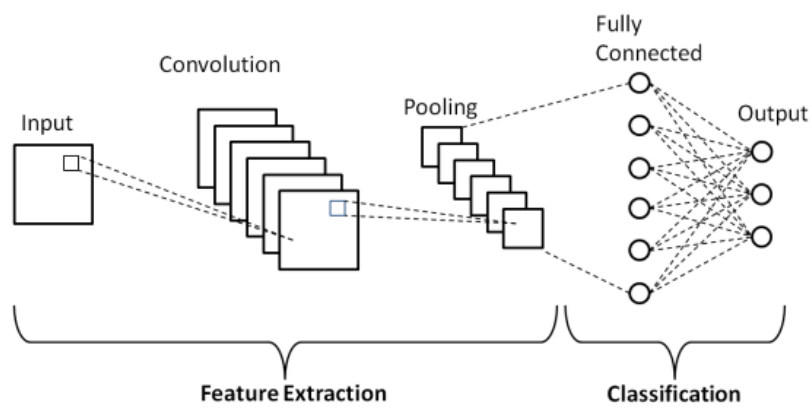 Input
Convolution
Pooling
Fully
Connected
Output
Feature Extraction
Classification